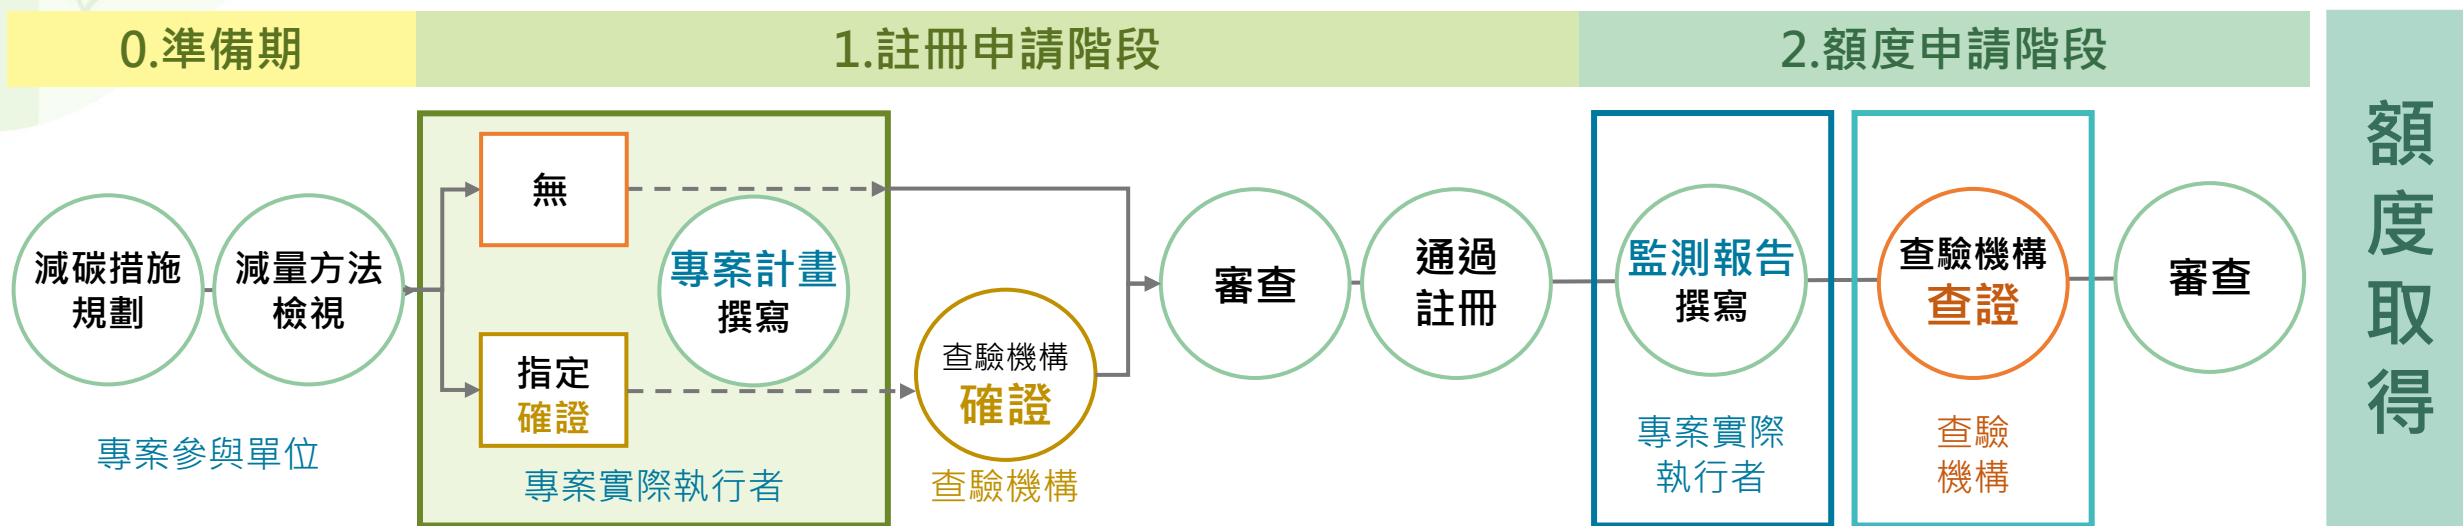 0.準備期
1.註冊申請階段
2.額度申請階段
減碳措施
規劃
減量方法
檢視
專案參與單位
無
指定
確證
專案計畫
撰寫
專案實際執行者
查驗機構
確證
查驗機構
審查
通過
註冊
監測報告
撰寫
專案實際
執行者
查驗機構
查證
查驗
機構
審查
額度取得